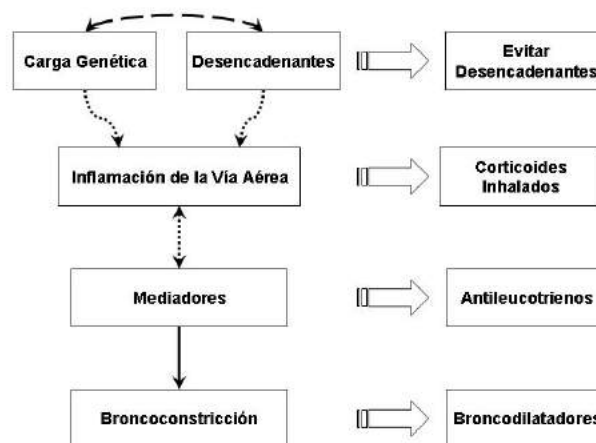 Carga Genética
Desencadenantes
Evitar
Desencadenantes
Inflamación de la Vía Aérea
Corticoides
Inhalados
Mediadores
Antileucotrienos
Broncoconstricción
Broncodilatadores